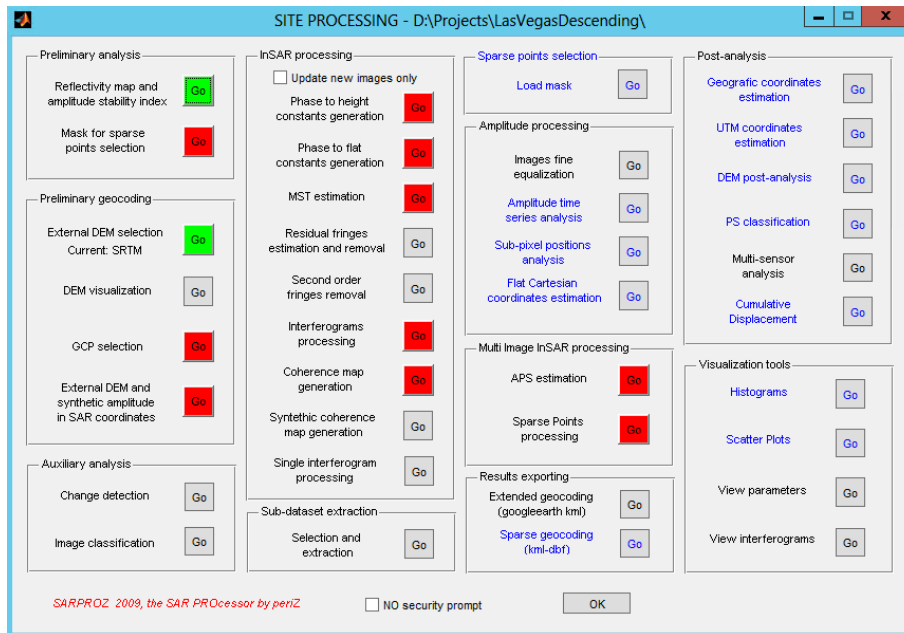 SITE PROCESSING - D:\Projects\LasVegasDescending\
Preliminary analysis
Reflectivity map and
amplitude stability index
Go
Mask for sparse
points selection
Go
Preliminary geocoding
External DEM selection
Current: SRTM
Go
DEM visualization
Go
GCP selection
Go
External DEM and
synthetic amplitude
in SAR coordinates
Go
Auxiliary analysis
Change detection
Go
Image classification
Go
InSAR processing
Update new images only
Phase to height
constants generation
Go
Phase to flat
constants generation
Go
MST estimation
Go
Residual fringes
estimation and removal
Go
Second order
fringes removal
Go
Interferograms
processing
Go
Coherence map
generation
Go
Syntethic coherence
map generation
Go
Single interferogram
processing
Go
Sub-dataset extraction
Selection and
extraction
Go
Sparse points selection
Load mask
Go
Amplitude processing
Images fine
equalization
Go
Amplitude time
series analysis
Go
Sub-pixel positions
analysis
Go
Flat Cartesian
coordinates estimation
Go
Multi Image InSAR processing
APS estimation
Go
Sparse Points
processing
Go
Results exporting
Extended geocoding
(googleearth kml)
Go
Sparse geocoding
(kml-dbf)
Go
Post-analysis
Geografic coordinates
estimation
Go
UTM coordinates
estimation
Go
DEM post-analysis
Go
PS classification
Go
Multi-sensor
analysis
Go
Cumulative
Displacement
Go
Visualization tools
Histograms
Go
Scatter Plots
Go
View parameters
Go
View interferograms
Go
SARPROZ 2009, the SAR PROcessor by periZ
NO security prompt
OK